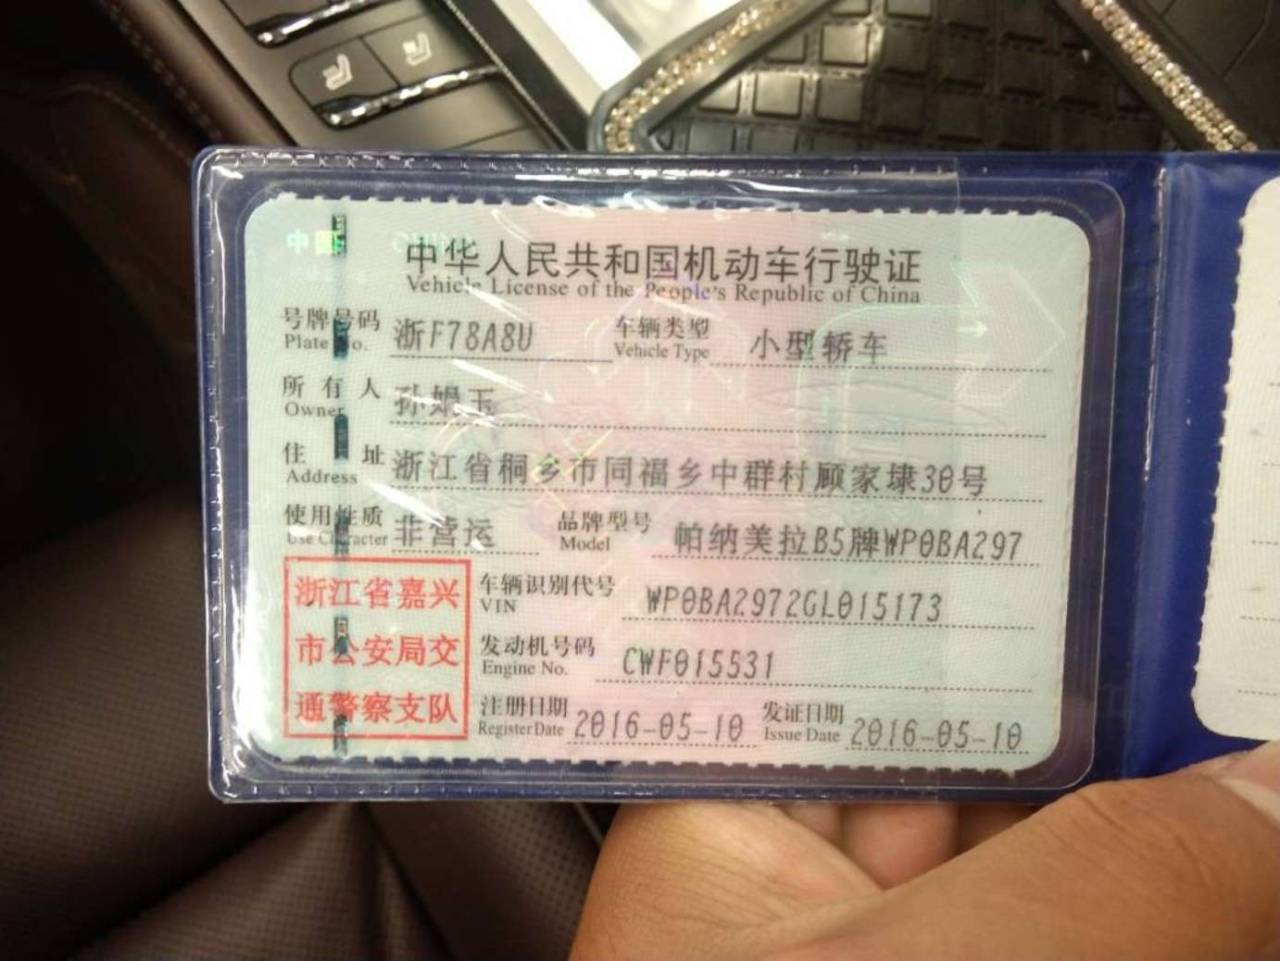 中华人民共和国机动车行驶证
Vehicle License of the People's Republic of China
号牌号码 浙F78A8U 车辆类型 小型轿车
Plate No. Vehicle Type
所有人 孙娟玉
Owner
住址 浙江省桐乡市同福乡中群村顾家埭30号
Address
使用性质 非营运 品牌型号 帕纳美拉B5牌WP0BA297
Use Character Model
浙江省嘉兴
市公安局交
通警察支队
车辆识别代号 WP0BA2972GL015173
VIN
发动机号码 CWF015531
Engine No.
注册日期 2016-05-10 发证日期 2016-05-10
Register Date Issue Date